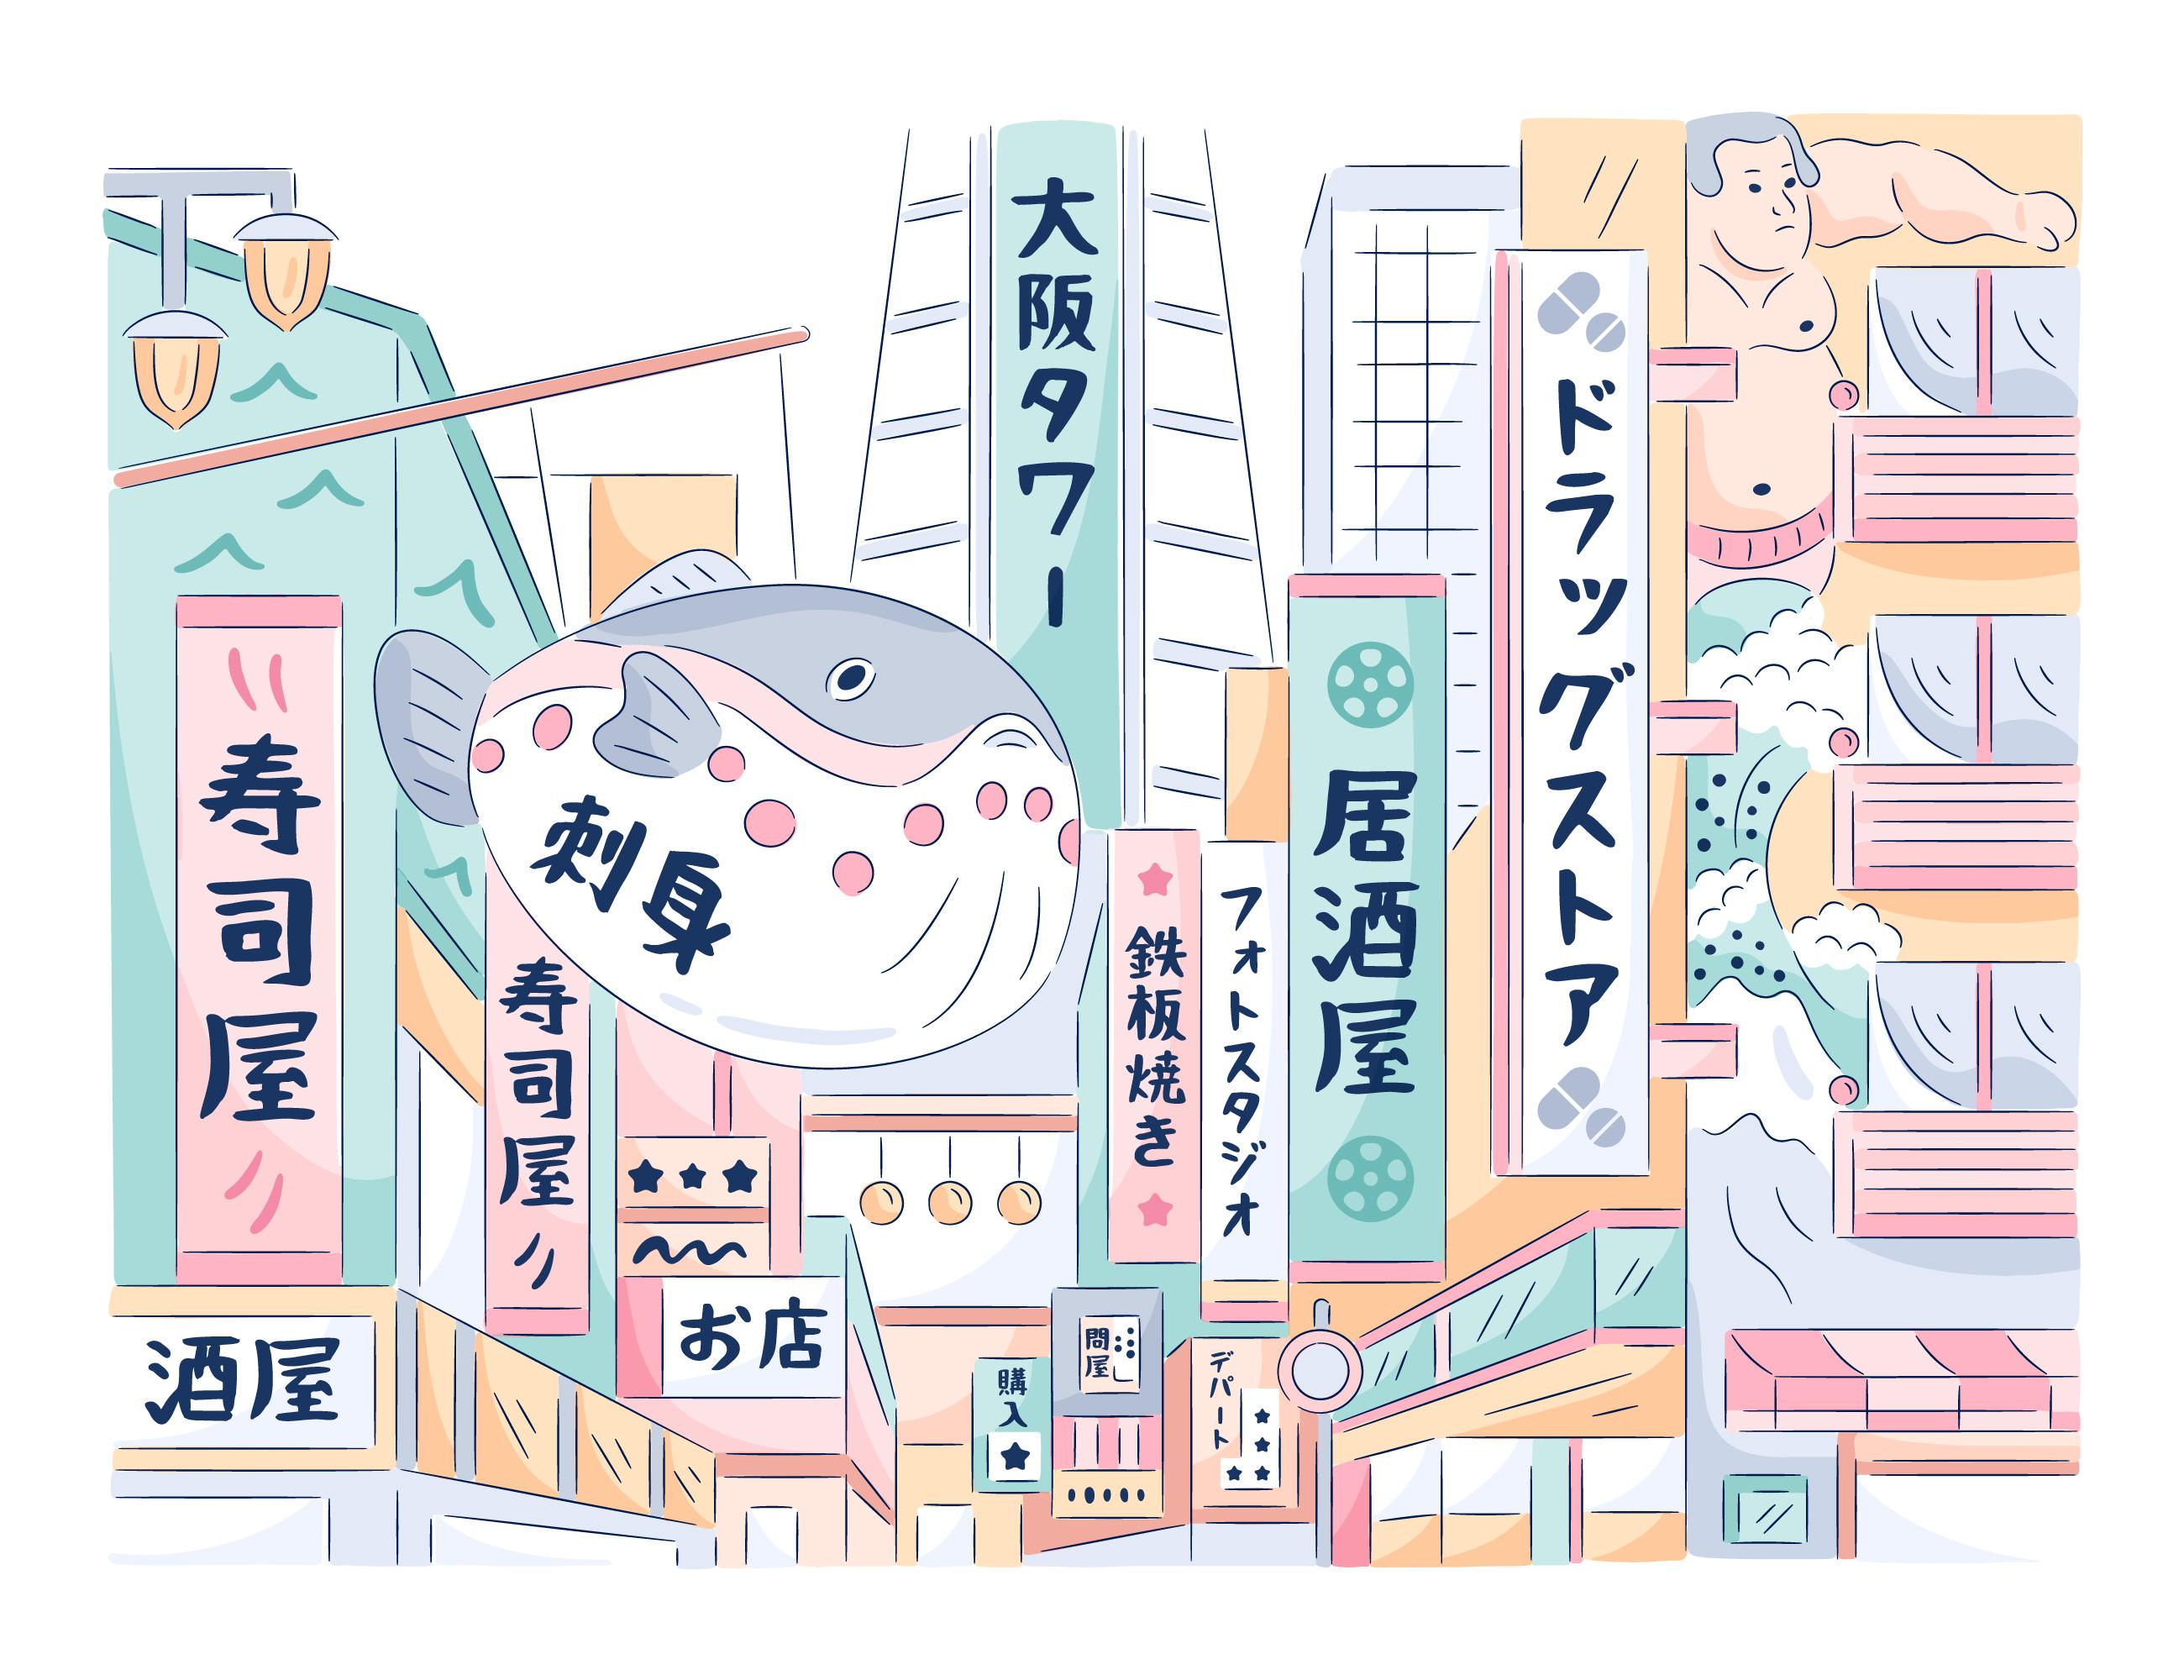 大阪タワー
ドラッグストア
寿司屋
刺身
居酒屋
鉄板焼き
フォトスタジオ
寿司屋
お店
酒屋
問屋
購入
デパート